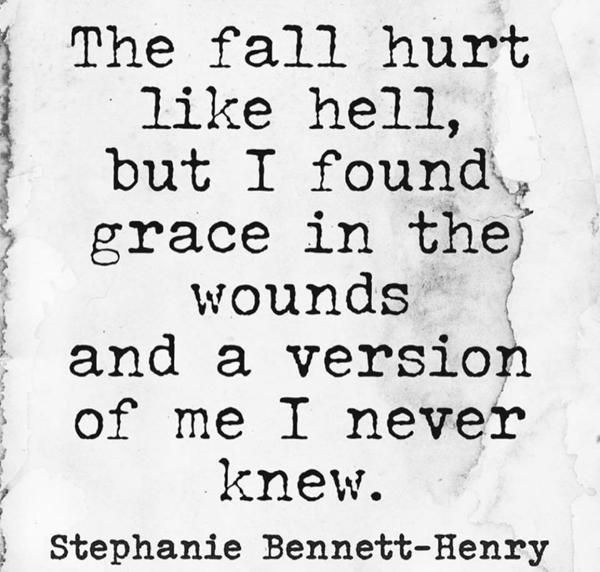 The fall hurt
like hell,
but I found
grace in the
wounds
and a version
of me I never
knew.
Stephanie Bennett-Henry